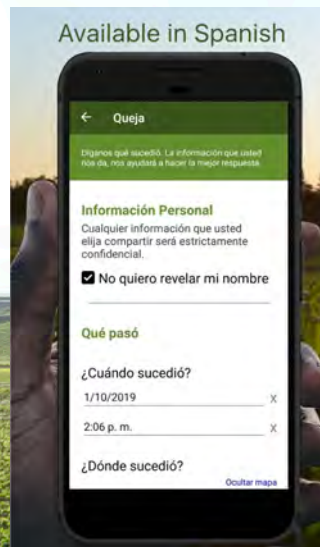 Available in Spanish
← Queja
Díganos qué sucedió. La información que usted
nos da, nos ayudará a hacer la mejor respuesta.
Información Personal
Cualquier información que usted
elija compartir será estrictamente
confidencial.
No quiero revelar mi nombre
Qué pasó
¿Cuándo sucedió?
1/10/2019 X
2:06 p. m. X
¿Dónde sucedió?
Ocultar mapa